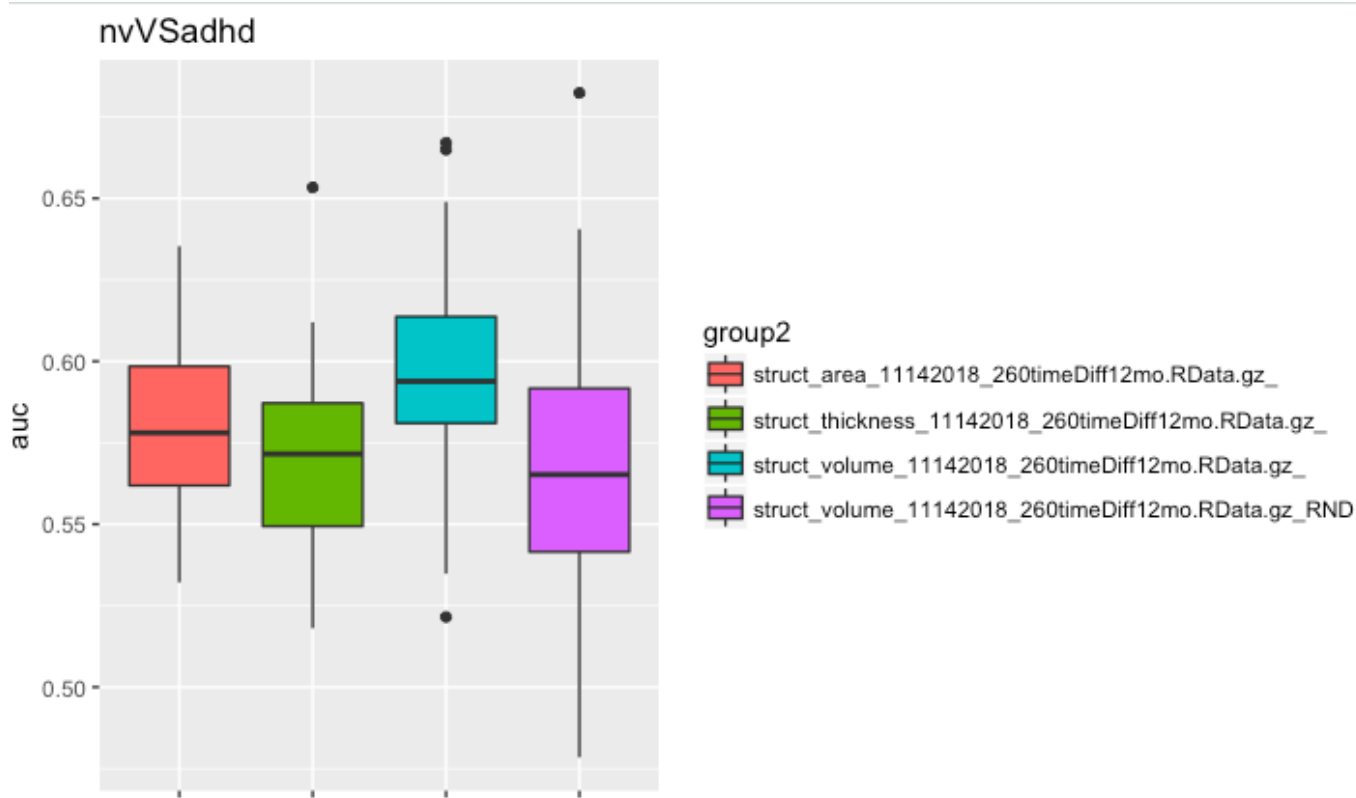 nvVSadhd
auc
0.65
0.60
0.55
0.50
group2
struct_area_11142018_260timeDiff12mo.RData.gz_
struct_thickness_11142018_260timeDiff12mo.RData.gz_
struct_volume_11142018_260timeDiff12mo.RData.gz_
struct_volume_11142018_260timeDiff12mo.RData.gz_RND